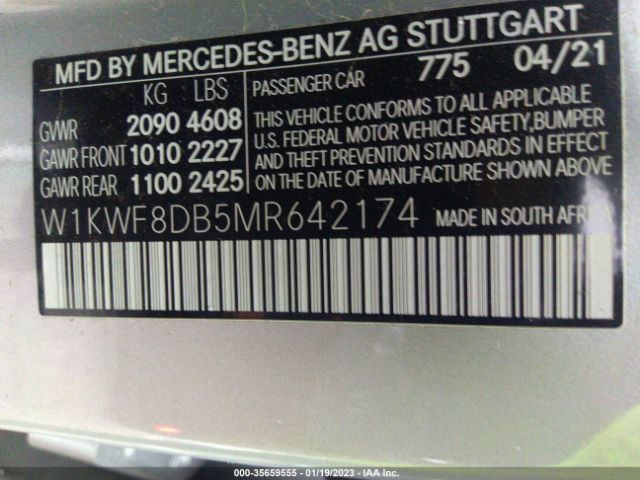 MFD BY MERCEDES-BENZ AG STUTTGART
KG LBS
GVWR 2090 4608
GAWR FRONT 1010 2227
GAWR REAR 1100 2425
PASSENGER CAR 775 04/21
THIS VEHICLE CONFORMS TO ALL APPLICABLE
U.S. FEDERAL MOTOR VEHICLE SAFETY,BUMPER
AND THEFT PREVENTION STANDARDS IN EFFECT
ON THE DATE OF MANUFACTURE SHOWN ABOVE
W1KWF8DB5MR642174 MADE IN SOUTH AFRICA
000-35659555 - 01/19/2023 - IAA Inc.